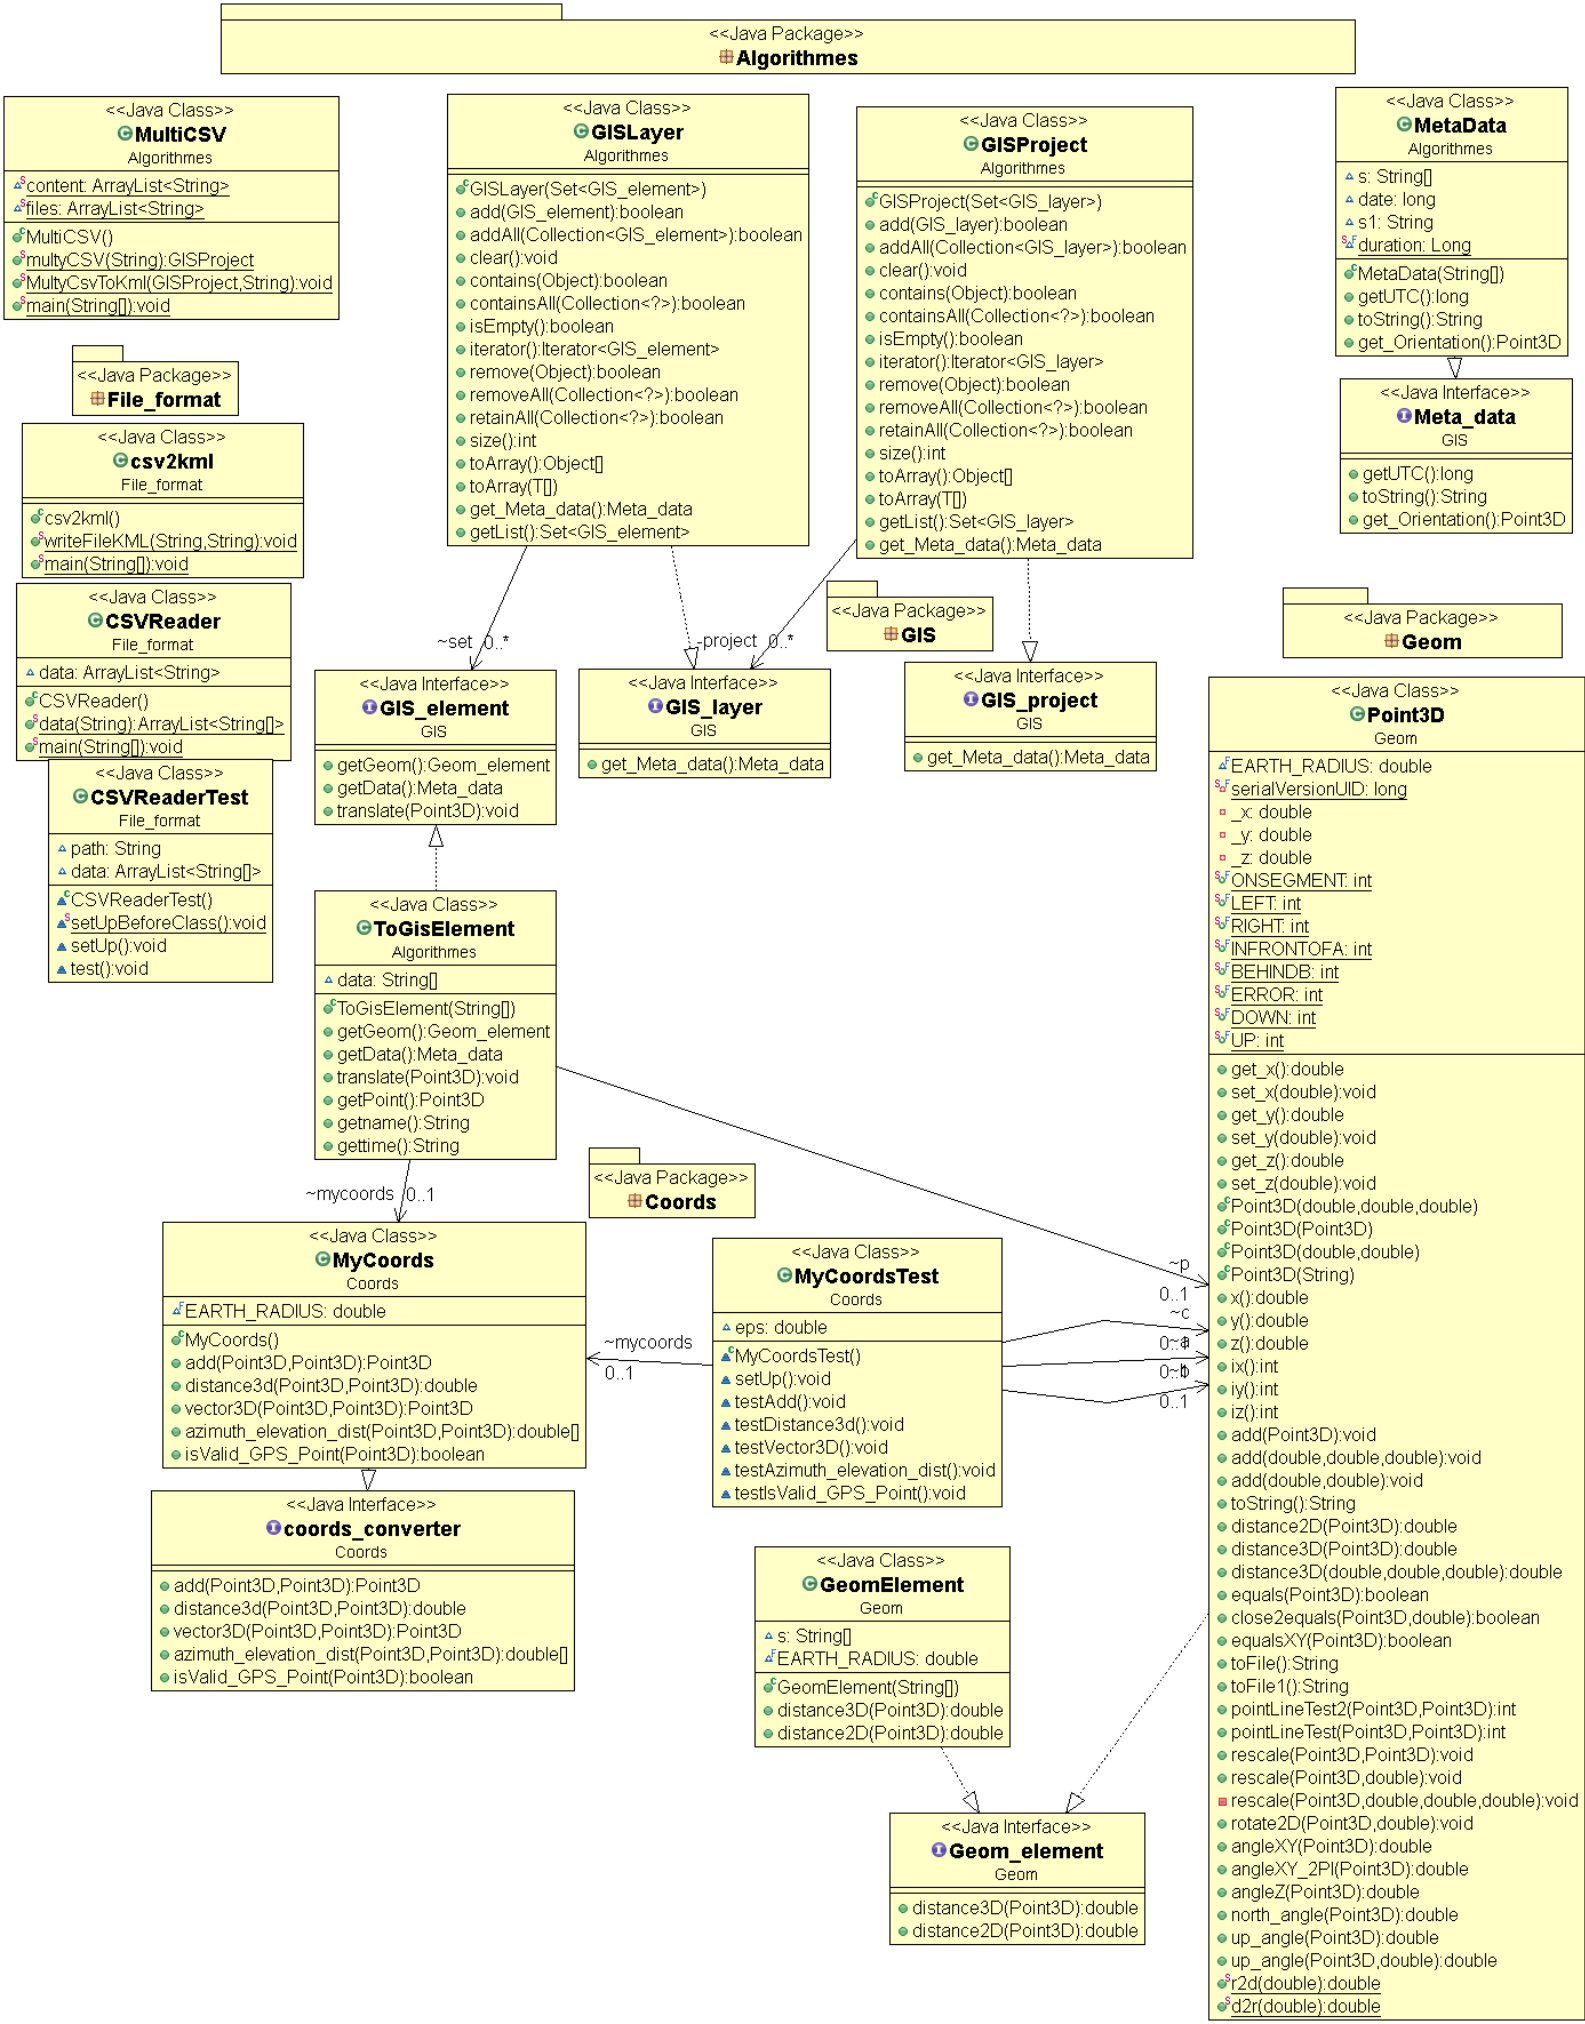 <<Java Package>>
Algorithmes
<<Java Class>>
MultiCSV
Algorithmes
content: ArrayList<String>
files: ArrayList<String>
MultiCSV()
multyCSV(String):GISProject
MultyCsvToKml(GISProject,String):void
main(String[]):void
<<Java Class>>
GISLayer
Algorithmes
GISLayer(Set<GIS_element>)
add(GIS_element):boolean
addAll(Collection<GIS_element>):boolean
clear():void
contains(Object):boolean
containsAll(Collection<?>):boolean
isEmpty():boolean
iterator():Iterator<GIS_element>
remove(Object):boolean
removeAll(Collection<?>):boolean
retainAll(Collection<?>):boolean
size():int
toArray():Object[]
toArray(T[])
get_Meta_data():Meta_data
getList():Set<GIS_element>
<<Java Class>>
GISProject
Algorithmes
GISProject(Set<GIS_layer>)
add(GIS_layer):boolean
addAll(Collection<GIS_layer>):boolean
clear():void
contains(Object):boolean
containsAll(Collection<?>):boolean
isEmpty():boolean
iterator():Iterator<GIS_layer>
remove(Object):boolean
removeAll(Collection<?>):boolean
retainAll(Collection<?>):boolean
size():int
toArray():Object[]
toArray(T[])
getList():Set<GIS_layer>
get_Meta_data():Meta_data
<<Java Class>>
MetaData
Algorithmes
s: String[]
date: long
s1: String
duration: Long
MetaData(String[])
getUTC():long
toString():String
get_Orientation():Point3D
<<Java Interface>>
Meta_data
GIS
getUTC():long
toString():String
get_Orientation():Point3D
<<Java Package>>
File_format
<<Java Class>>
csv2kml
File_format
csv2kml()
writeFileKML(String,String):void
main(String[]):void
<<Java Class>>
CSVReader
File_format
data: ArrayList<String>
CSVReader()
data(String):ArrayList<String[]>
main(String[]):void
<<Java Class>>
CSVReaderTest
File_format
path: String
data: ArrayList<String[]>
CSVReaderTest()
setUpBeforeClass():void
setUp():void
test():void
~set 0..*
-project 0..*
<<Java Package>>
GIS
<<Java Interface>>
GIS_element
GIS
getGeom():Geom_element
getData():Meta_data
translate(Point3D):void
<<Java Interface>>
GIS_layer
GIS
get_Meta_data():Meta_data
<<Java Interface>>
GIS_project
GIS
get_Meta_data():Meta_data
<<Java Package>>
Geom
<<Java Class>>
Point3D
Geom
EARTH_RADIUS: double
serialVersionUID: long
_x: double
_y: double
_z: double
ONSEGMENT: int
LEFT: int
RIGHT: int
INFRONTOFA: int
BEHINDB: int
ERROR: int
DOWN: int
UP: int
get_x():double
set_x(double):void
get_y():double
set_y(double):void
get_z():double
set_z(double):void
Point3D(double,double,double)
Point3D(Point3D)
Point3D(double,double)
Point3D(String)
x():double
y():double
z():double
ix():int
iy():int
iz():int
add(Point3D):void
add(double,double,double):void
add(double,double):void
toString():String
distance2D(Point3D):double
distance3D(Point3D):double
distance3D(double,double,double):double
equals(Point3D):boolean
close2equals(Point3D,double):boolean
equalsXY(Point3D):boolean
toFile():String
toFile1():String
pointLineTest2(Point3D,Point3D):int
pointLineTest(Point3D,Point3D):int
rescale(Point3D,Point3D):void
rescale(Point3D,double):void
rescale(Point3D,double,double,double):void
rotate2D(Point3D,double):void
angleXY(Point3D):double
angleXY_2PI(Point3D):double
angleZ(Point3D):double
north_angle(Point3D):double
up_angle(Point3D):double
up_angle(Point3D,double):double
r2d(double):double
d2r(double):double
<<Java Class>>
ToGisElement
Algorithmes
data: String[]
ToGisElement(String[])
getGeom():Geom_element
getData():Meta_data
translate(Point3D):void
getPoint():Point3D
getname():String
gettime():String
~mycoords 0..1
<<Java Package>>
Coords
<<Java Class>>
MyCoords
Coords
EARTH_RADIUS: double
MyCoords()
add(Point3D,Point3D):Point3D
distance3d(Point3D,Point3D):double
vector3D(Point3D,Point3D):Point3D
azimuth_elevation_dist(Point3D,Point3D):double[]
isValid_GPS_Point(Point3D):boolean
~mycoords
0..1
<<Java Class>>
MyCoordsTest
Coords
eps: double
MyCoordsTest()
setUp():void
testAdd():void
testDistance3d():void
testVector3D():void
testAzimuth_elevation_dist():void
testIsValid_GPS_Point():void
~p
0..1
~c
0..1
~a
0..1
~b
0..1
<<Java Interface>>
coords_converter
Coords
add(Point3D,Point3D):Point3D
distance3d(Point3D,Point3D):double
vector3D(Point3D,Point3D):Point3D
azimuth_elevation_dist(Point3D,Point3D):double[]
isValid_GPS_Point(Point3D):boolean
<<Java Class>>
GeomElement
Geom
s: String[]
EARTH_RADIUS: double
GeomElement(String[])
distance3D(Point3D):double
distance2D(Point3D):double
<<Java Interface>>
Geom_element
Geom
distance3D(Point3D):double
distance2D(Point3D):double